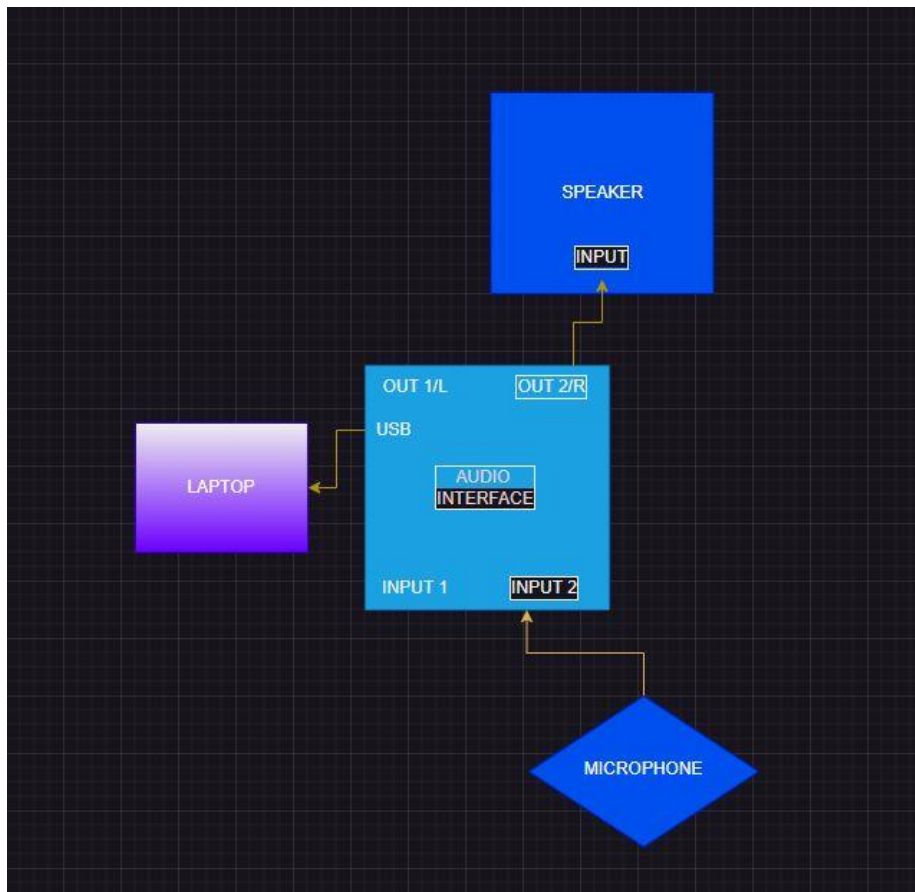 SPEAKER
INPUT
OUT 1/L OUT 2/R
USB
AUDIO
INTERFACE
LAPTOP
INPUT 1 INPUT 2
MICROPHONE